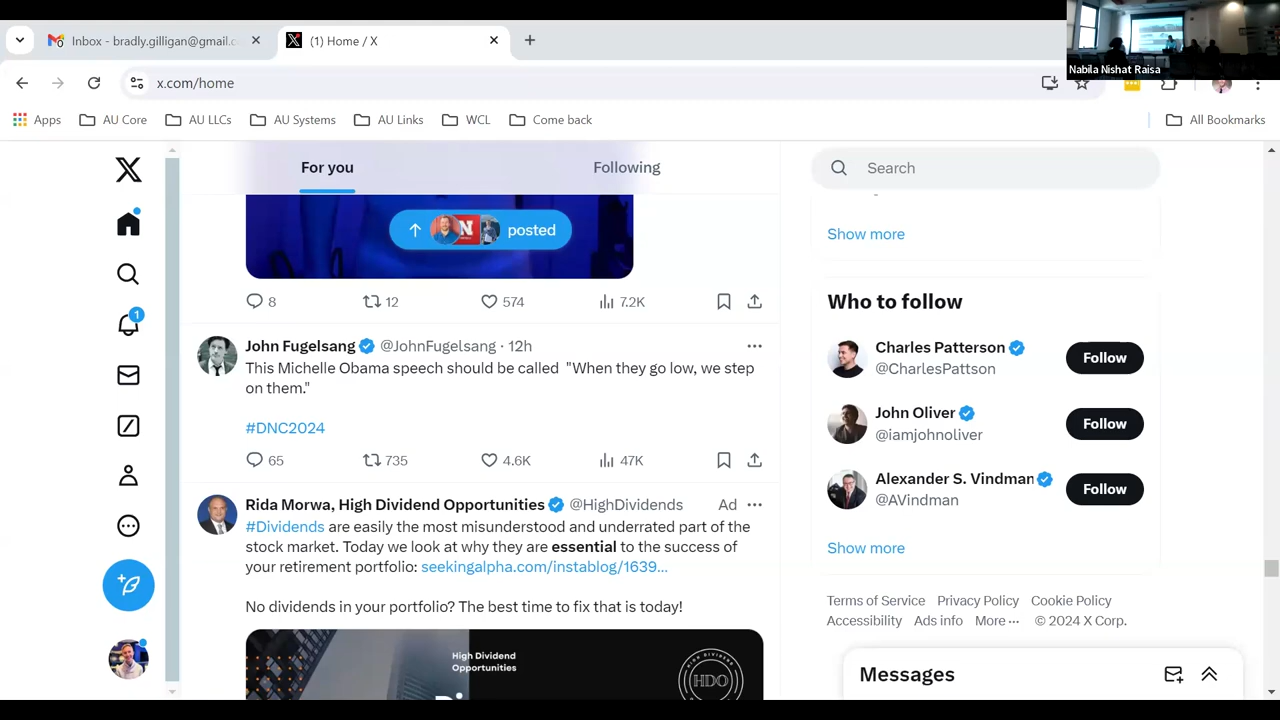 Inbox - bradly.gilligan@gmail.c
(1) Home / X
Nabila Nishat Raisa
x.com/home
Apps AU Core AU LLCs AU Systems AU Links WCL Come back All Bookmarks
For you Following
Search
posted
Show more
8 12 574 7.2K
Who to follow
John Fugelsang @JohnFugelsang · 12h
This Michelle Obama speech should be called "When they go low, we step
on them."
#DNC2024
65 735 4.6K 47K
Charles Patterson
@CharlesPattson
Follow
John Oliver
@iamjohnoliver
Follow
Alexander S. Vindman
@AVindman
Follow
Show more
Rida Morwa, High Dividend Opportunities @HighDividends Ad
#Dividends are easily the most misunderstood and underrated part of the
stock market. Today we look at why they are essential to the success of
your retirement portfolio: seekingalpha.com/instablog/1639...
No dividends in your portfolio? The best time to fix that is today!
High Dividend
Opportunities
HDO
Terms of Service Privacy Policy Cookie Policy
Accessibility Ads info More ··· © 2024 X Corp.
Messages